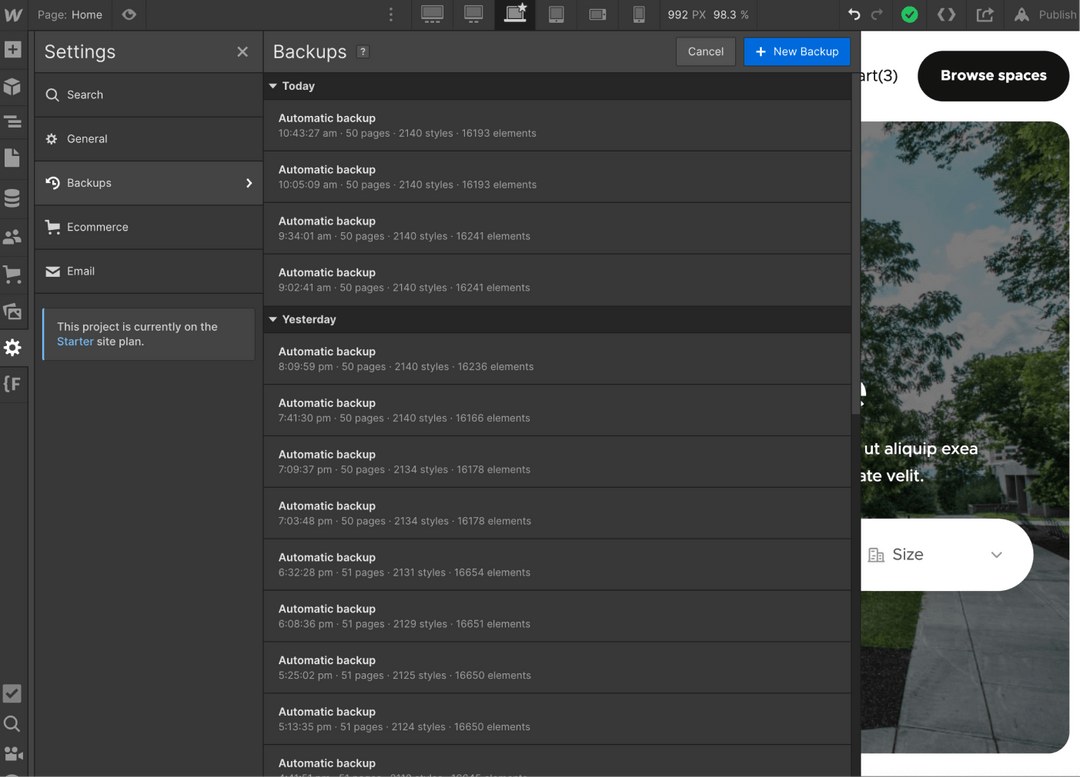 Page: Home
992 PX 98.3 %
Publish
Settings
Search
General
Backups
Ecommerce
Email
This project is currently on the
Starter site plan.
Backups ?
Cancel
+ New Backup
Today
Automatic backup
10:43:27 am · 50 pages · 2140 styles · 16193 elements
Automatic backup
10:05:09 am · 50 pages · 2140 styles · 16193 elements
Automatic backup
9:34:01 am · 50 pages · 2140 styles · 16241 elements
Automatic backup
9:02:41 am · 50 pages · 2140 styles · 16241 elements
Yesterday
Automatic backup
8:09:59 pm · 50 pages · 2140 styles · 16236 elements
Automatic backup
7:41:30 pm · 50 pages · 2140 styles · 16166 elements
Automatic backup
7:09:37 pm · 50 pages · 2134 styles · 16178 elements
Automatic backup
7:03:48 pm · 50 pages · 2134 styles · 16178 elements
Automatic backup
6:32:28 pm · 51 pages · 2131 styles · 16654 elements
Automatic backup
6:08:36 pm · 51 pages · 2129 styles · 16651 elements
Automatic backup
5:25:02 pm · 51 pages · 2125 styles · 16650 elements
Automatic backup
5:13:35 pm · 51 pages · 2124 styles · 16650 elements
Automatic backup
art(3)
Browse spaces
ut aliquip exea
ate velit.
Size
{F